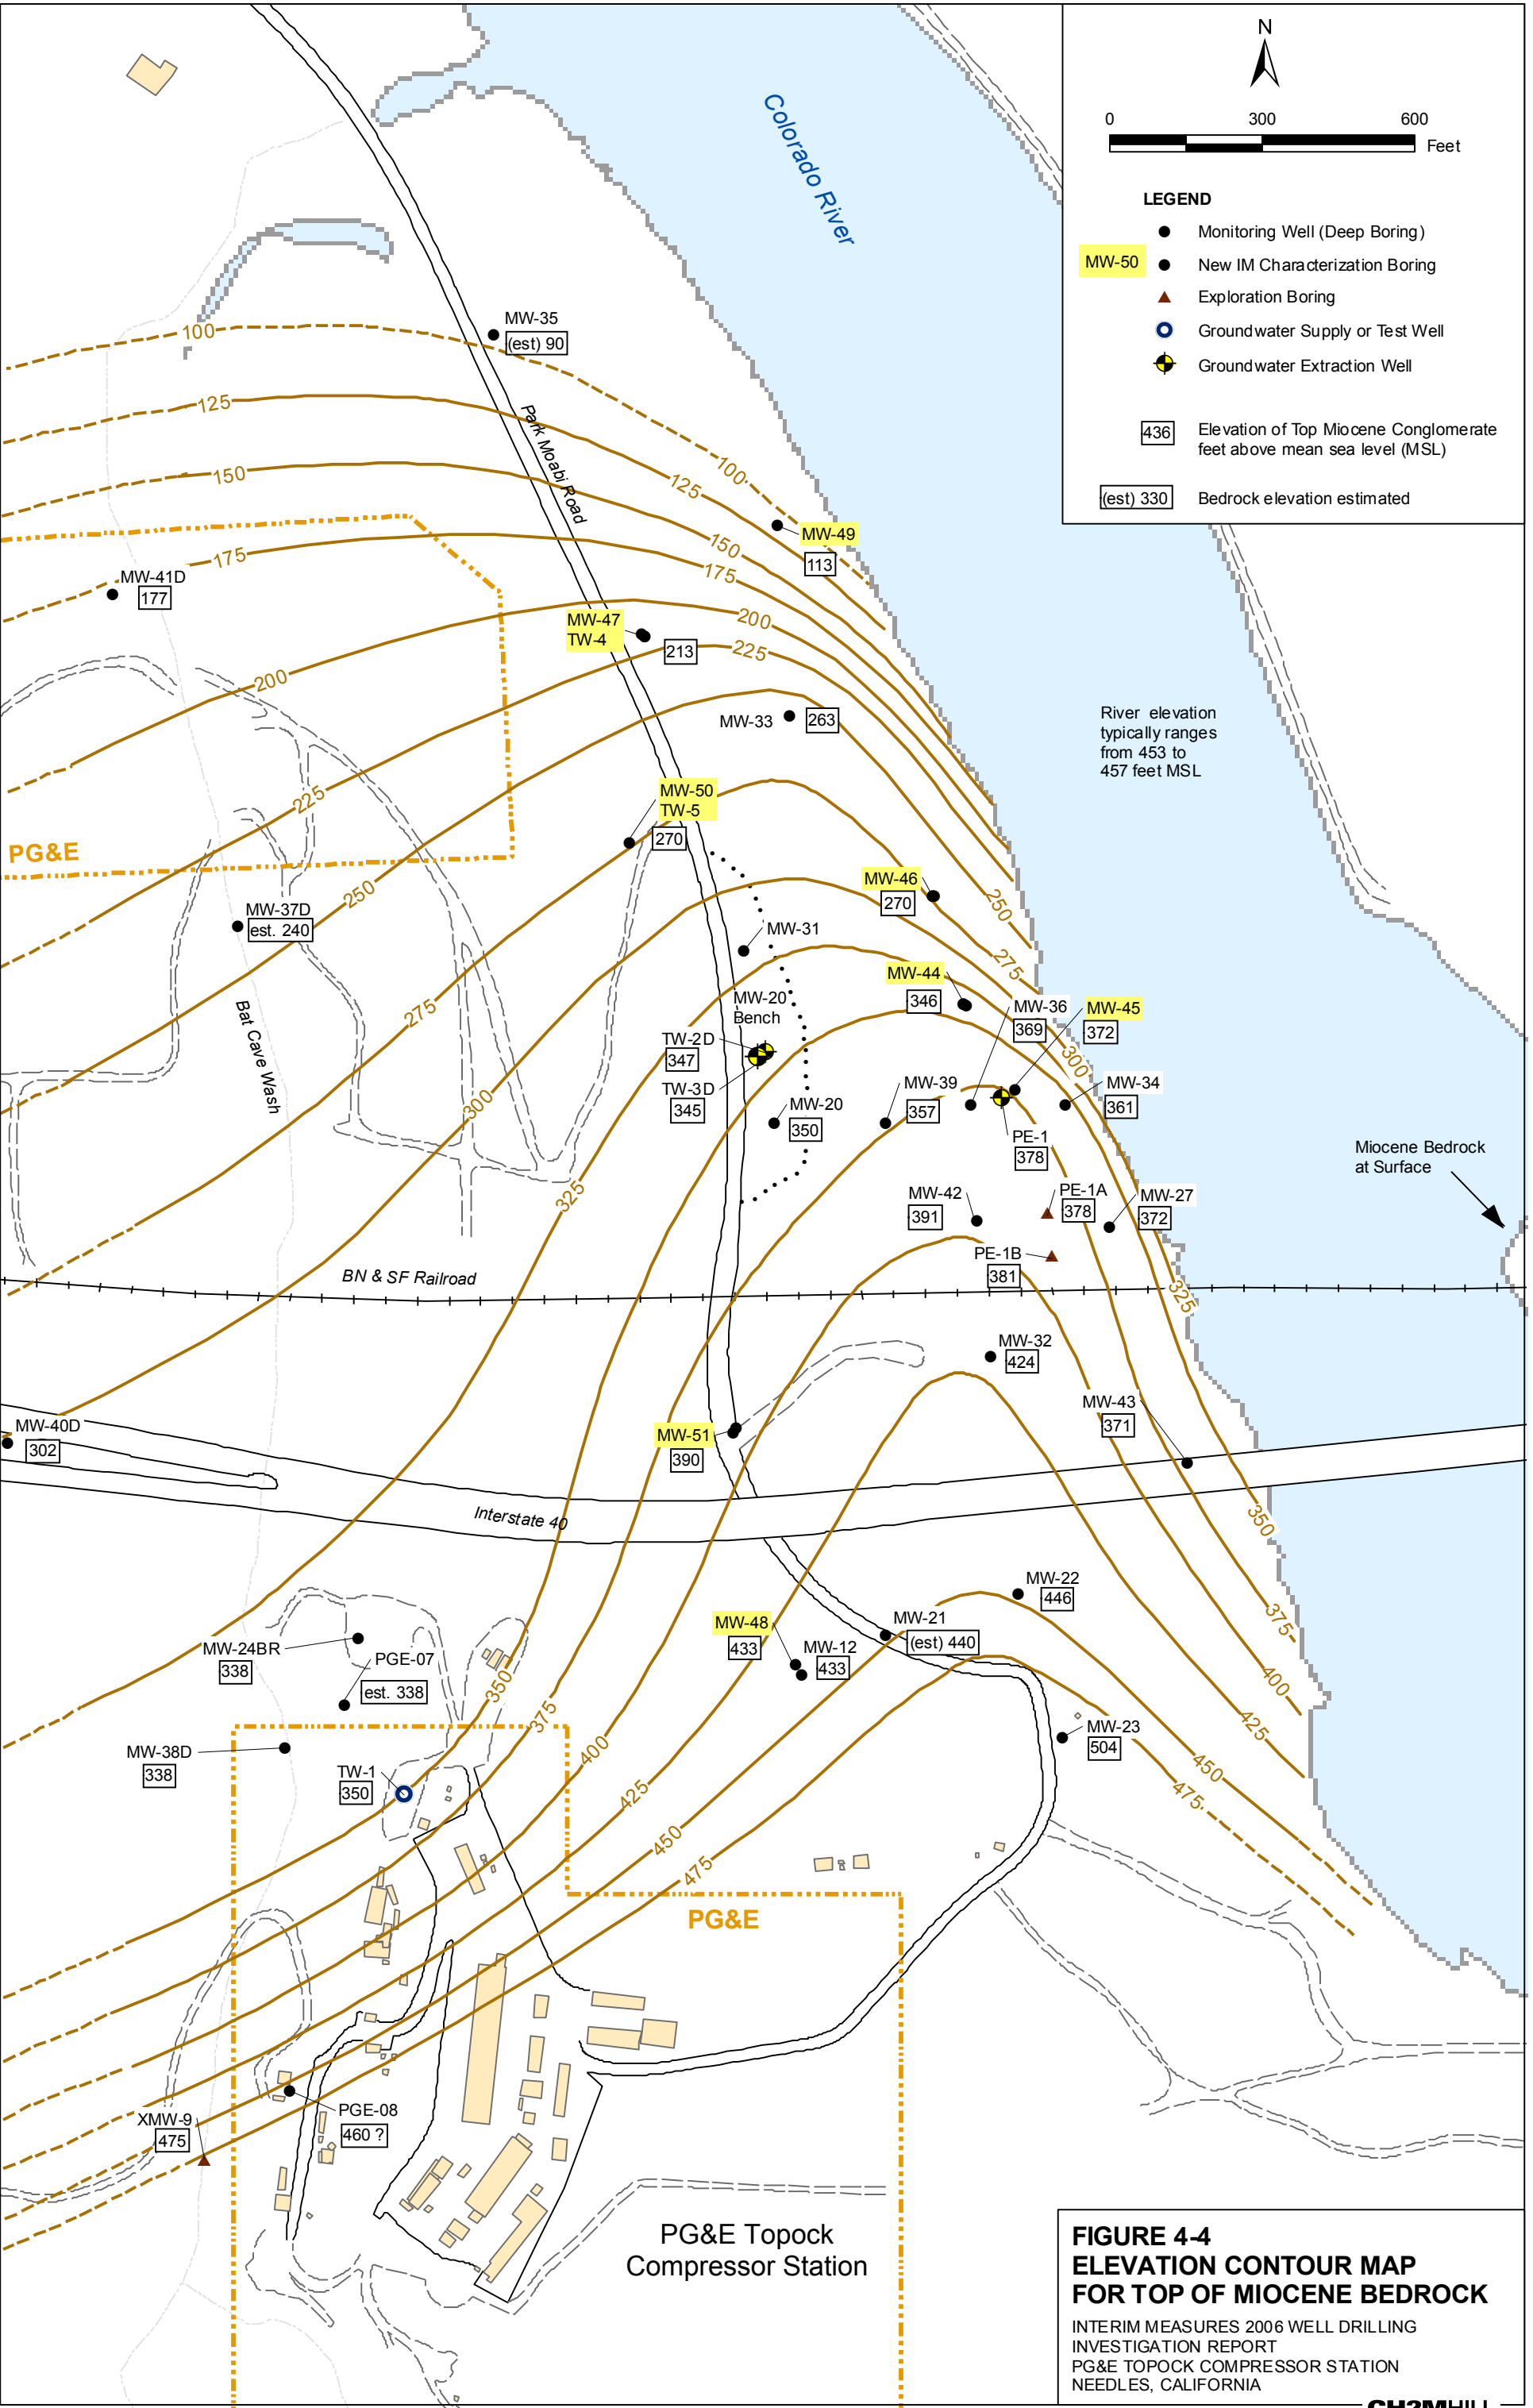 N
0 300 600
Feet
LEGEND
Monitoring Well (Deep Boring)
MW-50 New IM Characterization Boring
Exploration Boring
Groundwater Supply or Test Well
Groundwater Extraction Well
436 Elevation of Top Miocene Conglomerate
feet above mean sea level (MSL)
(est) 330 Bedrock elevation estimated
Colorado River
MW-35
(est) 90
100
125
Park Moabi Road
150
100
125
MW-49
113
150
175
175
MW-41D
177
MW-47
TW-4
213
200
225
200
MW-33
263
River elevation
typically ranges
from 453 to
457 feet MSL
MW-50
TW-5
270
225
PG&E
MW-46
270
250
250
MW-37D
est. 240
MW-31
275
MW-44
346
MW-36
369
MW-45
372
MW-20
Bench
275
Bat Cave Wash
TW-2D
347
TW-3D
345
300
MW-39
357
MW-34
361
300
MW-20
350
PE-1
378
Miocene Bedrock
at Surface
325
MW-42
391
PE-1A
378
MW-27
372
PE-1B
381
BN & SF Railroad
325
MW-32
424
MW-43
371
MW-40D
302
MW-51
390
Interstate 40
350
MW-22
446
MW-21
(est) 440
375
MW-48
433
MW-12
433
MW-24BR
338
PGE-07
est. 338
350
400
375
425
MW-23
504
MW-38D
338
400
450
TW-1
350
425
475
450
475
PG&E
XMW-9
475
PGE-08
460 ?
PG&E Topock
Compressor Station
FIGURE 4-4
ELEVATION CONTOUR MAP
FOR TOP OF MIOCENE BEDROCK
INTERIM MEASURES 2006 WELL DRILLING
INVESTIGATION REPORT
PG&E TOPOCK COMPRESSOR STATION
NEEDLES, CALIFORNIA
CH2MHILL